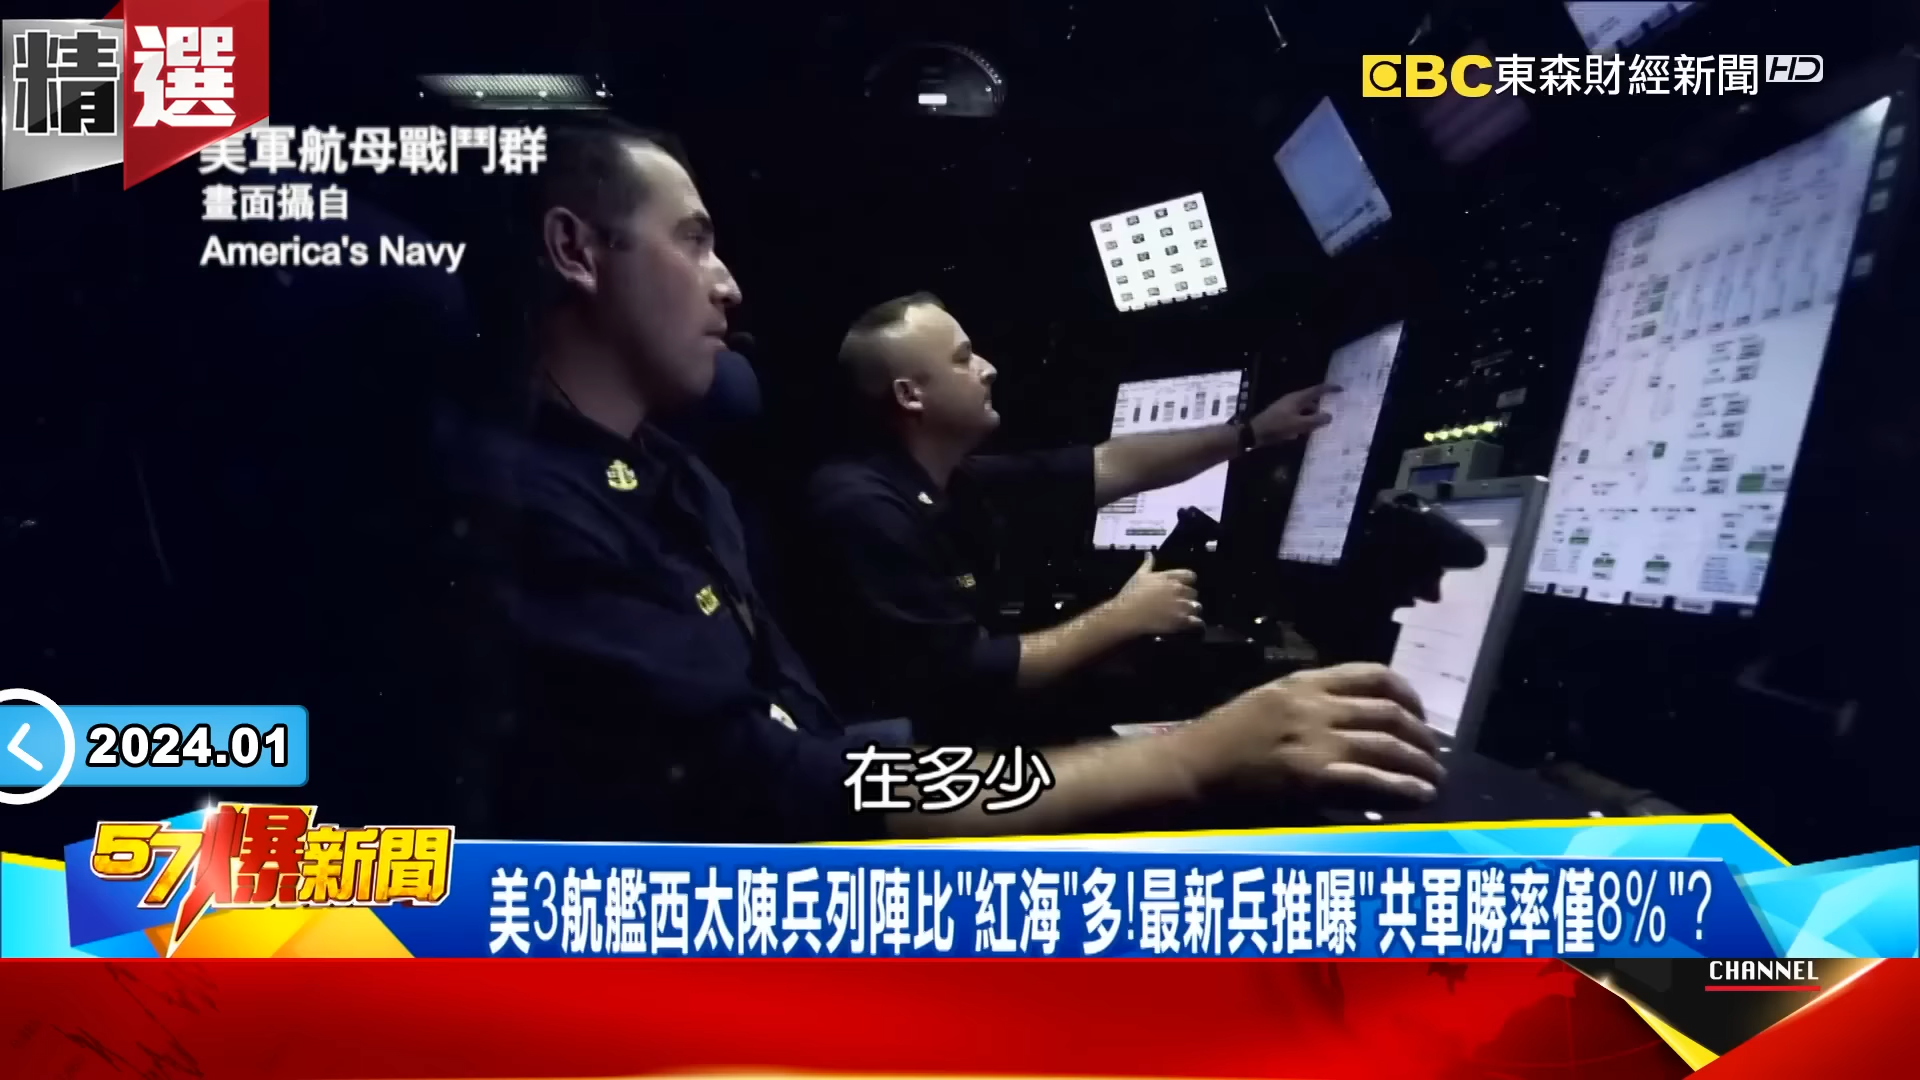 精選
EBC東森財經新聞HD
美軍航母戰鬥群
畫面攝自
America's Navy
2024.01
在多少
57爆新聞
美3航艦西太陳兵列陣比"紅海"多!最新兵推曝"共軍勝率僅8%"?
CHANNEL